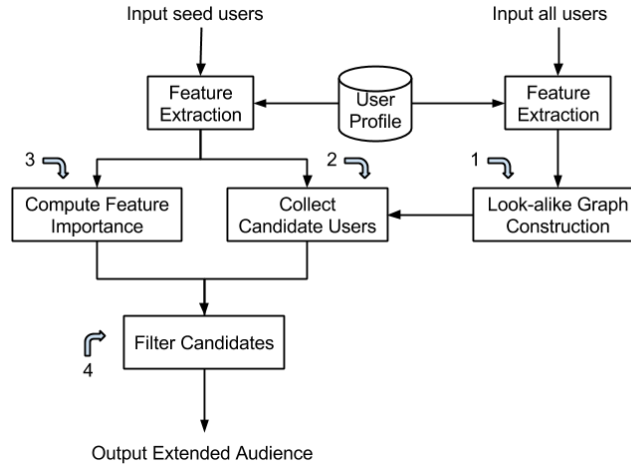 Input seed users
Input all users
Feature
Extraction
User
Profile
Feature
Extraction
3
2
1
Compute Feature
Importance
Collect
Candidate Users
Look-alike Graph
Construction
Filter Candidates
4
Output Extended Audience